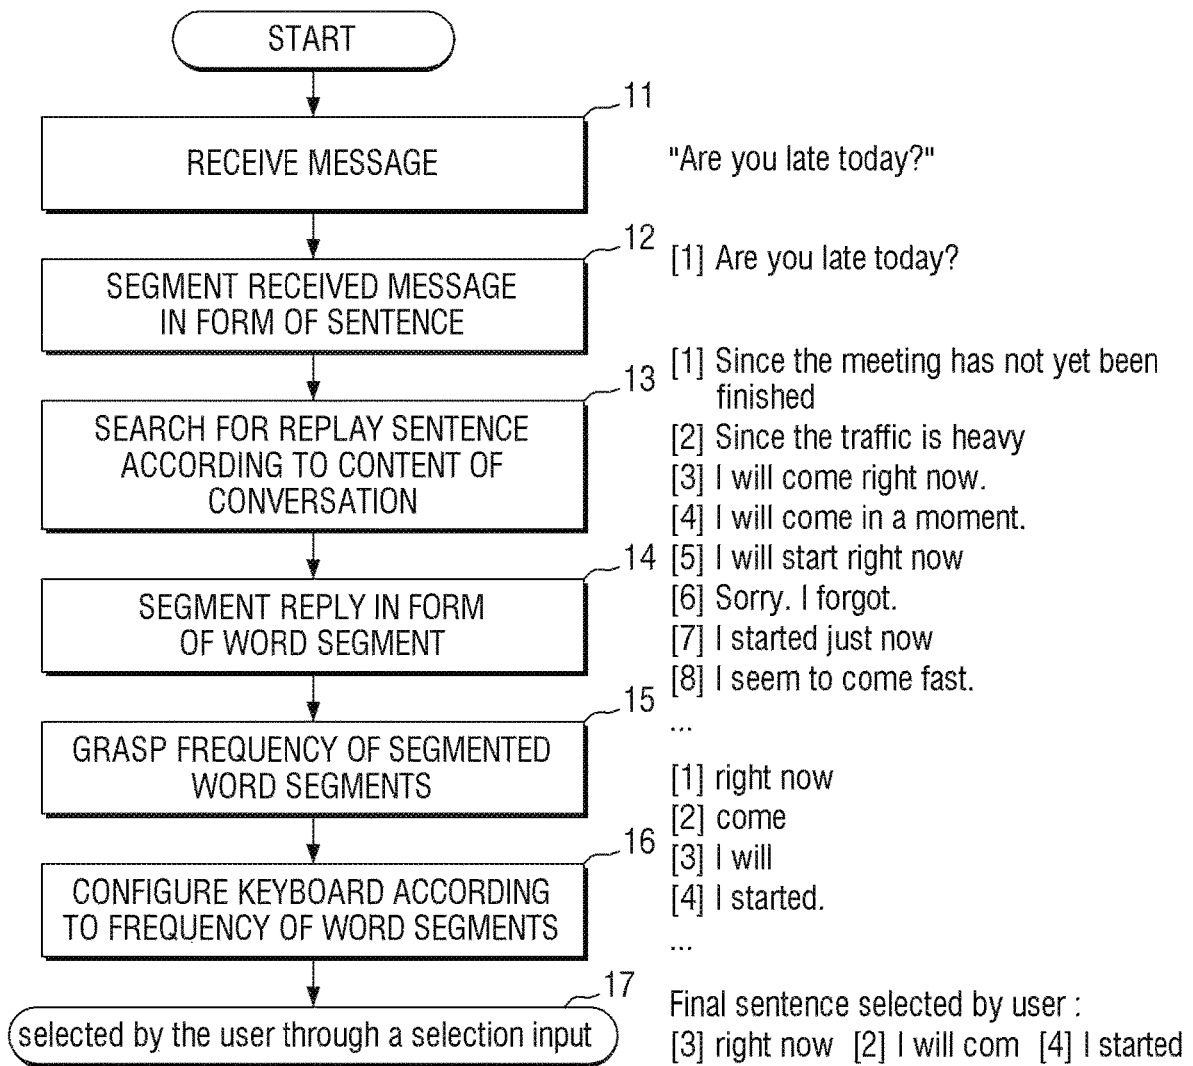 START
11
RECEIVE MESSAGE
"Are you late today?"
12
SEGMENT RECEIVED MESSAGE
IN FORM OF SENTENCE
[1] Are you late today?
13
SEARCH FOR REPLAY SENTENCE
ACCORDING TO CONTENT OF
CONVERSATION
[1] Since the meeting has not yet been
finished
[2] Since the traffic is heavy
[3] I will come right now.
[4] I will come in a moment.
[5] I will start right now
[6] Sorry. I forgot.
[7] I started just now
[8] I seem to come fast.
...
14
SEGMENT REPLY IN FORM
OF WORD SEGMENT
15
GRASP FREQUENCY OF SEGMENTED
WORD SEGMENTS
[1] right now
[2] come
[3] I will
[4] I started.
...
16
CONFIGURE KEYBOARD ACCORDING
TO FREQUENCY OF WORD SEGMENTS
17
selected by the user through a selection input
Final sentence selected by user :
[3] right now [2] I will com [4] I started